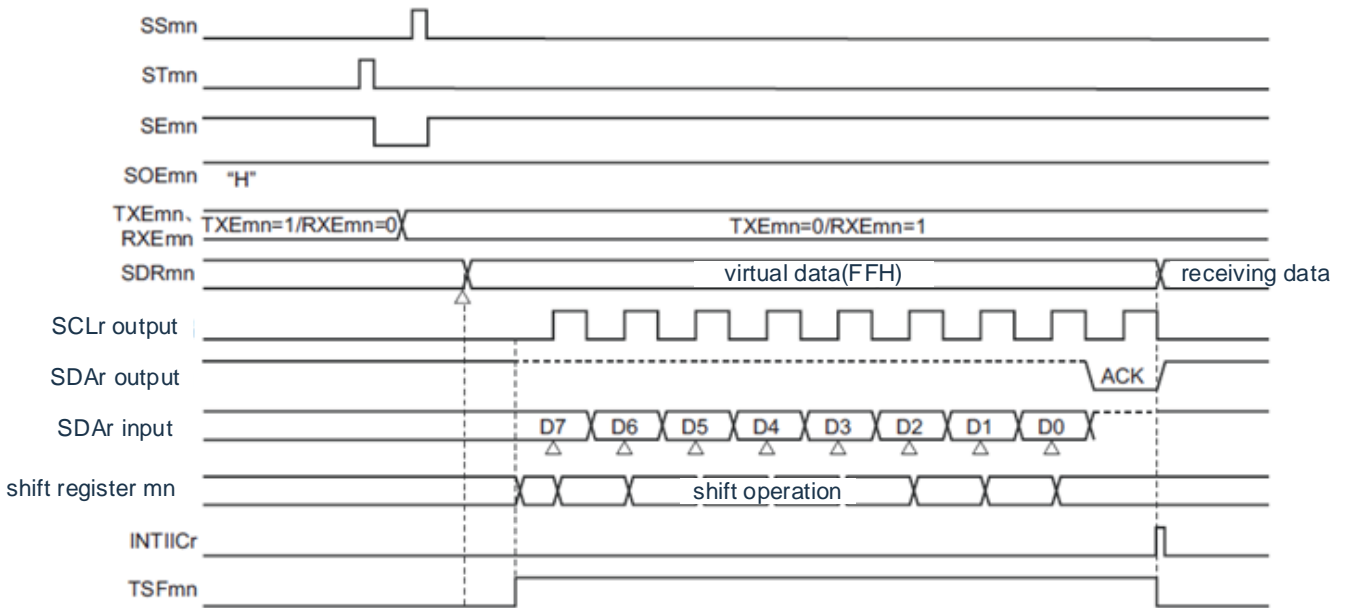 SSmn
STmn
SEmn
SOEmn "H"
TXEmn、
RXEmn
TXEmn=1/RXEmn=0 TXEmn=0/RXEmn=1
SDRmn virtual data(FFH) receiving data
SCLr output
SDAr output ACK
SDAr input D7 D6 D5 D4 D3 D2 D1 D0
shift register mn shift operation
INTIICr
TSFmn